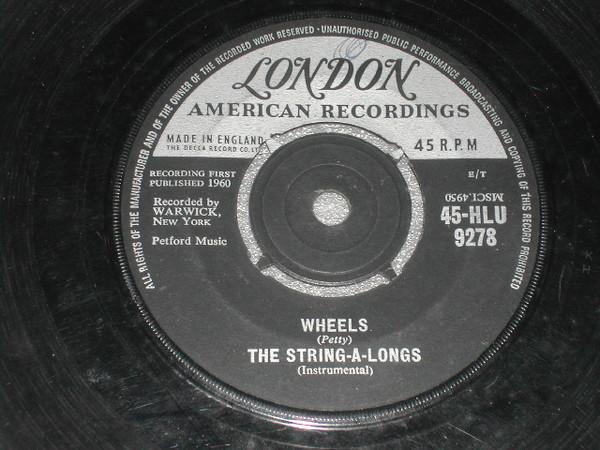 ALL RIGHTS OF THE MANUFACTURER AND OF THE OWNER OF THE RECORDED WORK RESERVED · UNAUTHORISED PUBLIC PERFORMANCE BROADCASTING AND COPYING OF THIS RECORD PROHIBITED
LONDON
AMERICAN RECORDINGS
MADE IN ENGLAND
THE DECCA RECORD CO. LTD.
45 R.P.M
RECORDING FIRST
PUBLISHED 1960
E/T
Recorded by
WARWICK,
NEW YORK
MSCI.4950
45-HLU
9278
Petford Music
WHEELS
(Petty)
THE STRING-A-LONGS
(Instrumental)